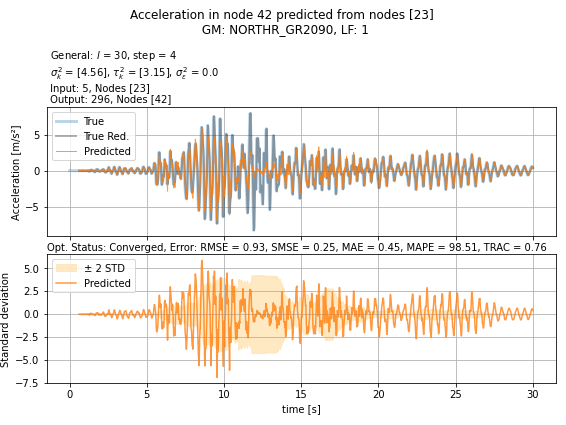 Acceleration in node 42 predicted from nodes [23]
GM: NORTHR_GR2090, LF: 1
General: l = 30, step = 4
σ²ₖ = [4.56], τ²ₖ = [3.15], σ²ε = 0.0
Input: 5, Nodes [23]
Output: 296, Nodes [42]
True
True Red.
Predicted
Acceleration [m/s²]
5
0
−5
Opt. Status: Converged, Error: RMSE = 0.93, SMSE = 0.25, MAE = 0.45, MAPE = 98.51, TRAC = 0.76
± 2 STD
Predicted
Standard deviation
5.0
2.5
0.0
−2.5
−5.0
−7.5
0 5 10 15 20 25 30
time [s]